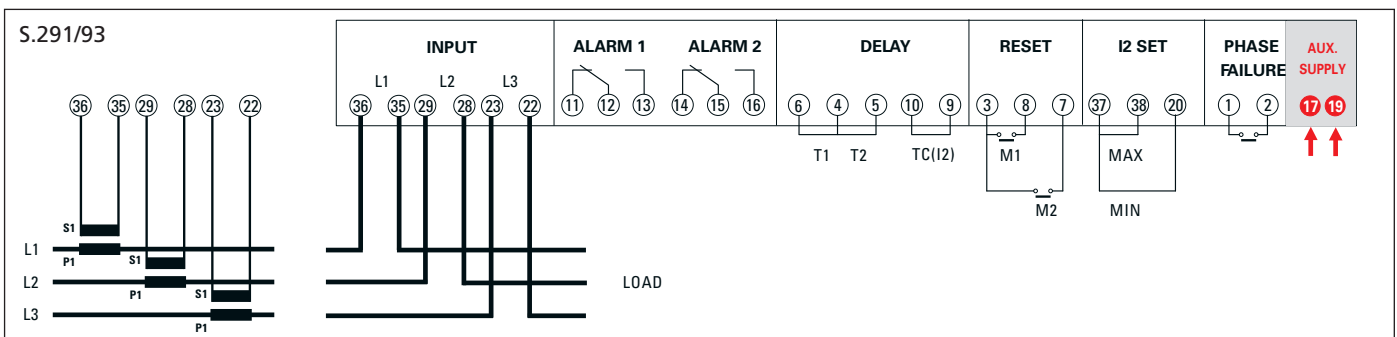 S.291/93
INPUT ALARM 1 ALARM 2 DELAY RESET I2 SET PHASE FAILURE AUX. SUPPLY
L1 L2 L3
36 35 29 28 23 22
36 35 29 28 23 22 11 12 13 14 15 16 6 4 5 10 9 3 8 7 37 38 20 1 2 17 19
T1 T2 TC(I2) M1 MAX
M2 MIN
S1
L1
P1 S1
L2 LOAD
P1 S1
L3
P1